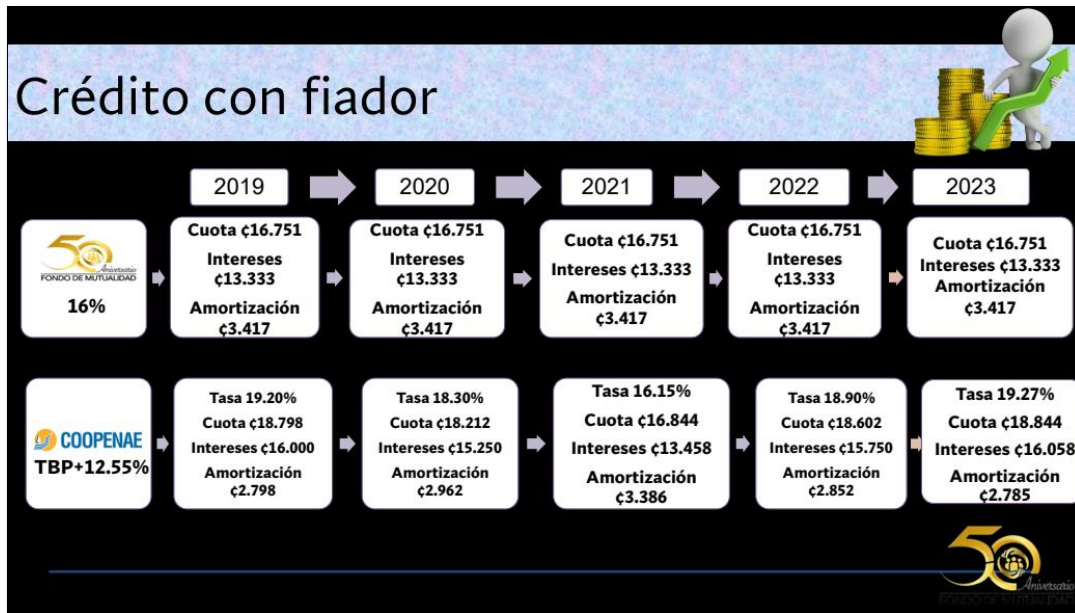 Crédito con fiador
2019
2020
2021
2022
2023
50
Aniversario
FONDO DE MUTUALIDAD
16%
Cuota ₡16.751
Intereses
₡13.333
Amortización
₡3.417
Cuota ₡16.751
Intereses
₡13.333
Amortización
₡3.417
Cuota ₡16.751
Intereses ₡13.333
Amortización
₡3.417
Cuota ₡16.751
Intereses
₡13.333
Amortización
₡3.417
Cuota ₡16.751
Intereses ₡13.333
Amortización
₡3.417
COOPENAE
TBP+12.55%
Tasa 19.20%
Cuota ₡18.798
Intereses ₡16.000
Amortización
₡2.798
Tasa 18.30%
Cuota ₡18.212
Intereses ₡15.250
Amortización
₡2.962
Tasa 16.15%
Cuota ₡16.844
Intereses ₡13.458
Amortización
₡3.386
Tasa 18.90%
Cuota ₡18.602
Intereses ₡15.750
Amortización
₡2.852
Tasa 19.27%
Cuota ₡18.844
Intereses ₡16.058
Amortización
₡2.785
50
Aniversario
FONDO DE MUTUALIDAD